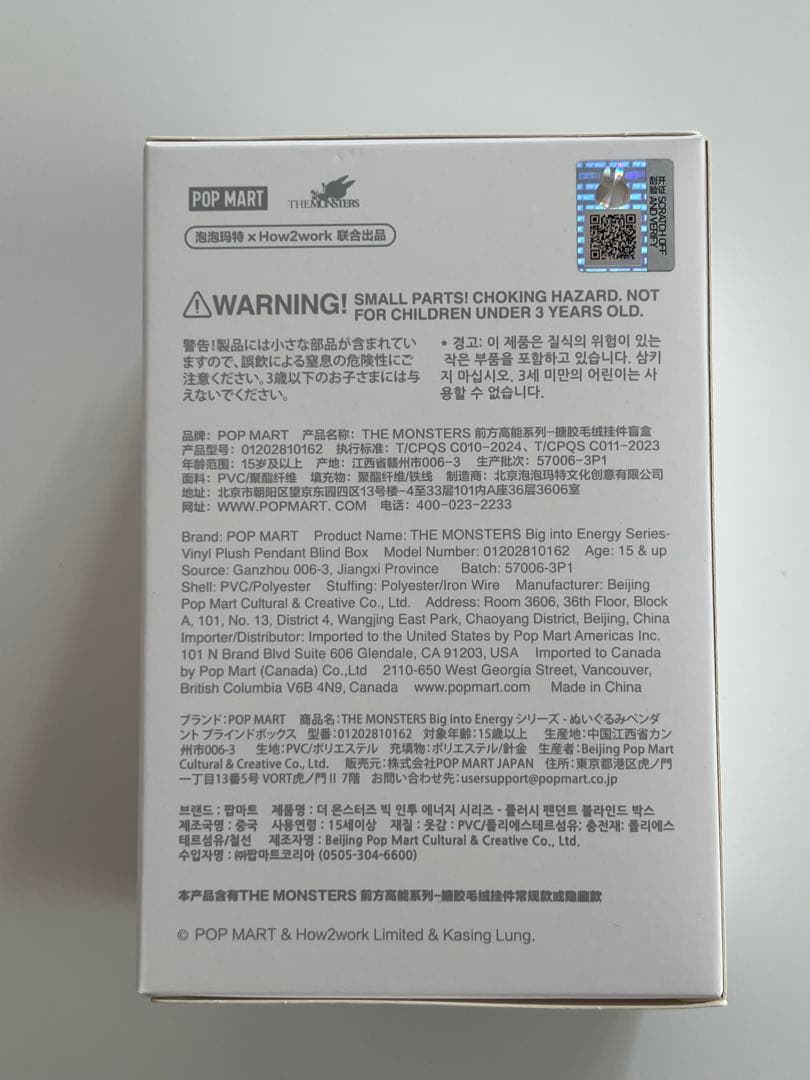 POP MART
THE MONSTERS
泡泡玛特 × How2work 联合出品
POP MART
刮开验证
SCRATCH OFF AND VERIFY
WARNING! SMALL PARTS! CHOKING HAZARD. NOT
FOR CHILDREN UNDER 3 YEARS OLD.
警告!製品には小さな部品が含まれてい
ますので、誤飲による窒息の危険性にご
注意ください。3歳以下のお子さまには与
えないでください。
* 경고: 이 제품은 질식의 위험이 있는
작은 부품을 포함하고 있습니다. 삼키
지 마십시오. 3세 미만의 어린이는 사
용할 수 없습니다.
品牌: POP MART 产品名称: THE MONSTERS 前方高能系列-搪胶毛绒挂件盲盒
产品型号: 01202810162 执行标准: T/CPQS C010-2024、T/CPQS C011-2023
年龄范围: 15岁及以上 产地: 江西省赣州市006-3 生产批次: 57006-3P1
面料: PVC/聚酯纤维 填充物: 聚酯纤维/铁线 制造商: 北京泡泡玛特文化创意有限公司
地址: 北京市朝阳区望京东园四区13号楼-4至33层101内A座36层3606室
网址: WWW.POPMART. COM 电话: 400-023-2233
Brand: POP MART Product Name: THE MONSTERS Big into Energy Series-
Vinyl Plush Pendant Blind Box Model Number: 01202810162 Age: 15 & up
Source: Ganzhou 006-3, Jiangxi Province Batch: 57006-3P1
Shell: PVC/Polyester Stuffing: Polyester/Iron Wire Manufacturer: Beijing
Pop Mart Cultural & Creative Co., Ltd. Address: Room 3606, 36th Floor, Block
A, 101, No. 13, District 4, Wangjing East Park, Chaoyang District, Beijing, China
Importer/Distributor: Imported to the United States by Pop Mart Americas Inc.
101 N Brand Blvd Suite 606 Glendale, CA 91203, USA Imported to Canada
by Pop Mart (Canada) Co.,Ltd 2110-650 West Georgia Street, Vancouver,
British Columbia V6B 4N9, Canada www.popmart.com Made in China
ブランド:POP MART 商品名:THE MONSTERS Big into Energy シリーズ - ぬいぐるみペンダ
ント ブラインドボックス 型番:01202810162 対象年齢:15歳以上 生産地:中国江西省カン
州市006-3 生地:PVC/ポリエステル 充填物:ポリエステル/針金 生産者:Beijing Pop Mart
Cultural & Creative Co., Ltd. 販売元:株式会社POP MART JAPAN 住所:東京都港区虎ノ門
一丁目13番5号 VORT虎ノ門Ⅱ 7階 お問い合わせ先:usersupport@popmart.co.jp
브랜드 : 팝마트 제품명 : 더 몬스터즈 빅 인투 에너지 시리즈 - 플러시 펜던트 블라인드 박스
제조국명 : 중국 사용연령 : 15세이상 재질 : 옷감 : PVC/폴리에스테르섬유; 충전재: 폴리에스
테르섬유/철선 제조자명 : Beijing Pop Mart Cultural & Creative Co., Ltd.
수입자명 : ㈜팝마트코리아 (0505-304-6600)
本产品含有THE MONSTERS 前方高能系列-搪胶毛绒挂件常规款或隐藏款
© POP MART & How2work Limited & Kasing Lung.